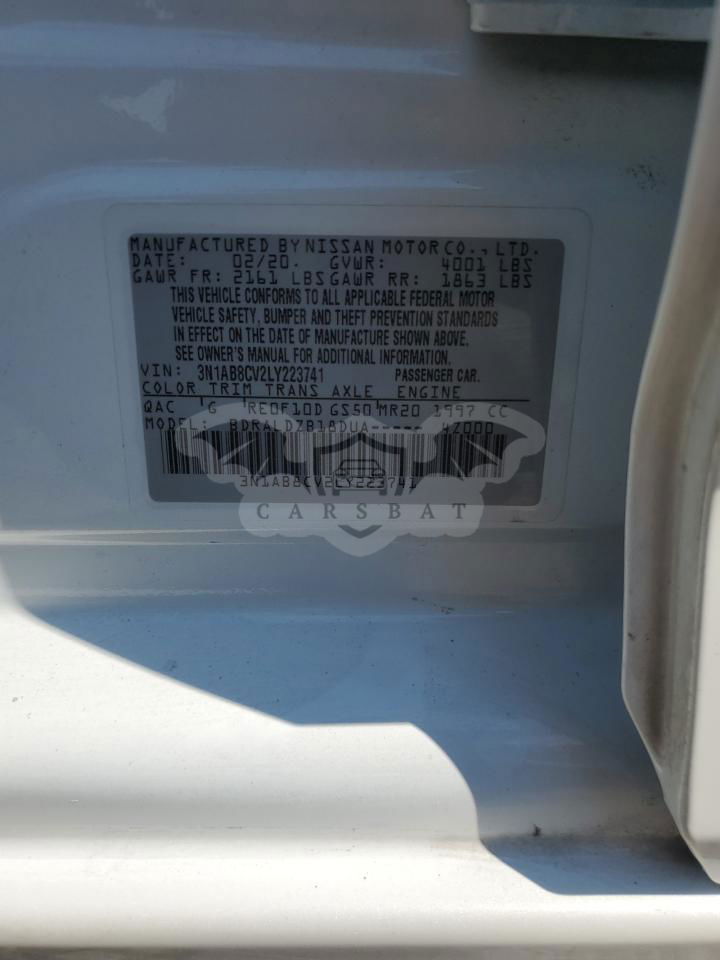 MANUFACTURED BY NISSAN MOTOR CO., LTD.
DATE: 02/20. GVWR: 4001 LBS
GAWR FR: 2161 LBS GAWR RR: 1863 LBS
THIS VEHICLE CONFORMS TO ALL APPLICABLE FEDERAL MOTOR
VEHICLE SAFETY, BUMPER AND THEFT PREVENTION STANDARDS
IN EFFECT ON THE DATE OF MANUFACTURE SHOWN ABOVE.
SEE OWNER'S MANUAL FOR ADDITIONAL INFORMATION.
VIN: 3N1AB8CV2LY223741 PASSENGER CAR.
COLOR TRIM TRANS AXLE ENGINE
QAC G RE0F10D GS50 MR20 1997 CC
MODEL: BDRALDZB18DUA----- 4Z000
3N1AB8CV2LY223741
CARSBAT